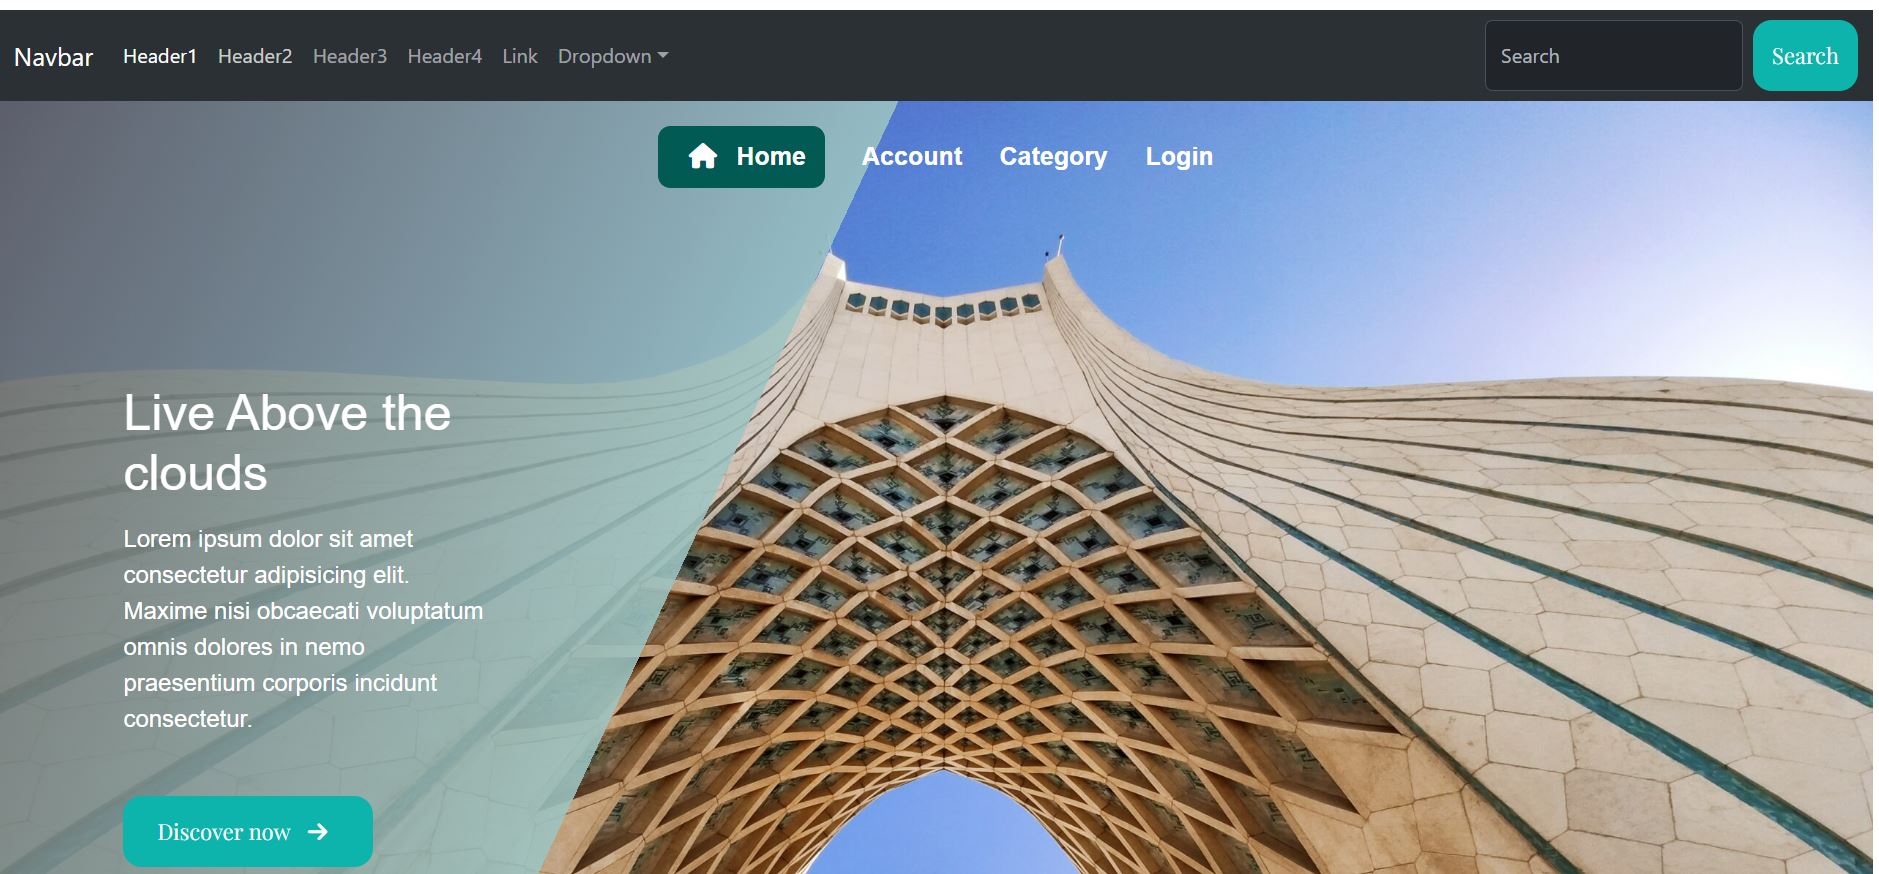 Navbar Header1 Header2 Header3 Header4 Link Dropdown Search Search
Home Account Category Login
Live Above the
clouds
Lorem ipsum dolor sit amet
consectetur adipisicing elit.
Maxime nisi obcaecati voluptatum
omnis dolores in nemo
praesentium corporis incidunt
consectetur.
Discover now